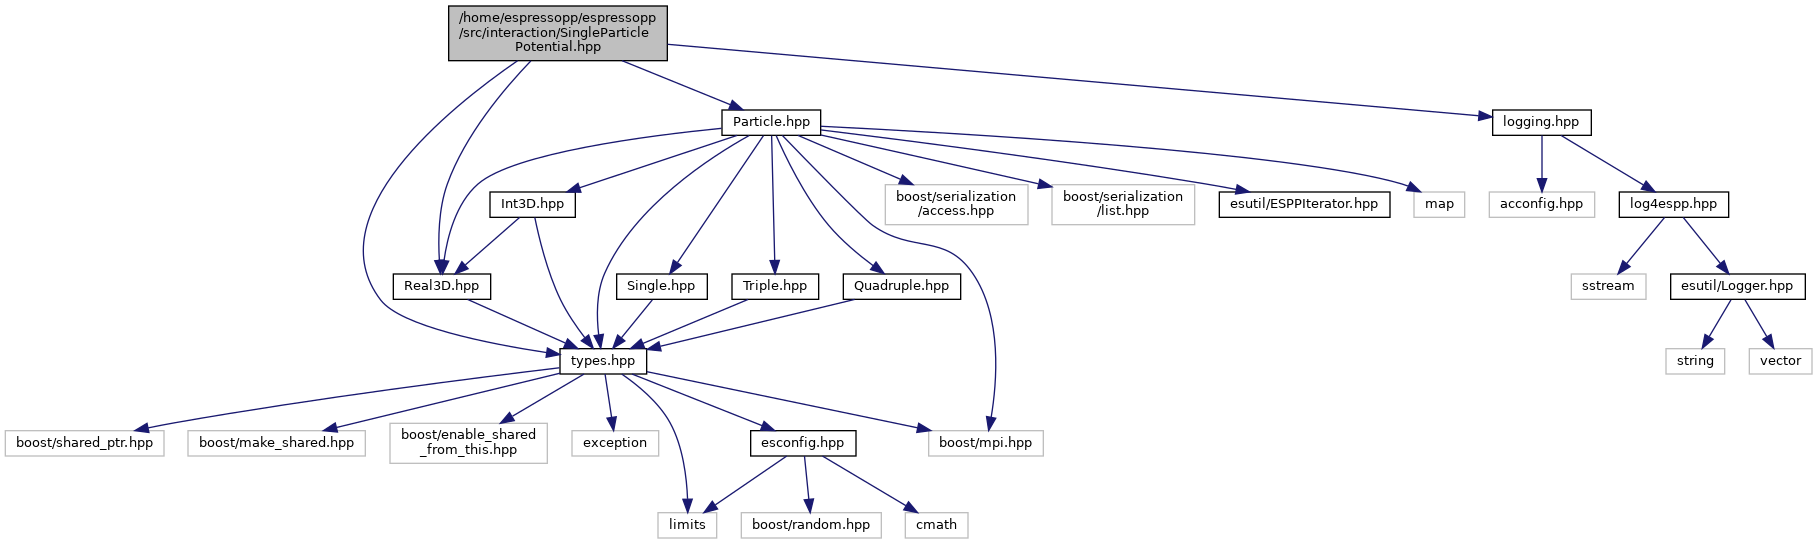 /home/espressopp/espressopp
/src/interaction/SingleParticle
Potential.hpp
Particle.hpp
logging.hpp
Int3D.hpp
boost/serialization
/access.hpp
boost/serialization
/list.hpp
esutil/ESPPIterator.hpp
map
acconfig.hpp
log4espp.hpp
Real3D.hpp
Single.hpp
Triple.hpp
Quadruple.hpp
sstream
esutil/Logger.hpp
types.hpp
string
vector
boost/shared_ptr.hpp
boost/make_shared.hpp
boost/enable_shared
_from_this.hpp
exception
esconfig.hpp
boost/mpi.hpp
limits
boost/random.hpp
cmath